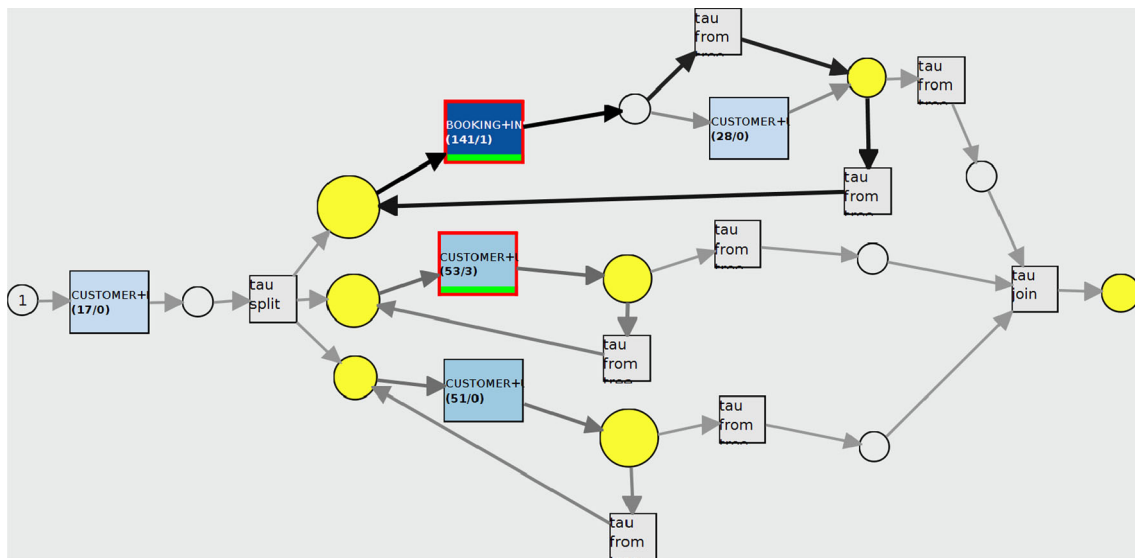 tau
from
tau
from
BOOKING+IN
(141/1)
CUSTOMER+
(28/0)
tau
from
CUSTOMER+
(53/3)
tau
from
1
CUSTOMER+
(17/0)
tau
split
tau
join
tau
from
tree
CUSTOMER+
(51/0)
tau
from
tau
from